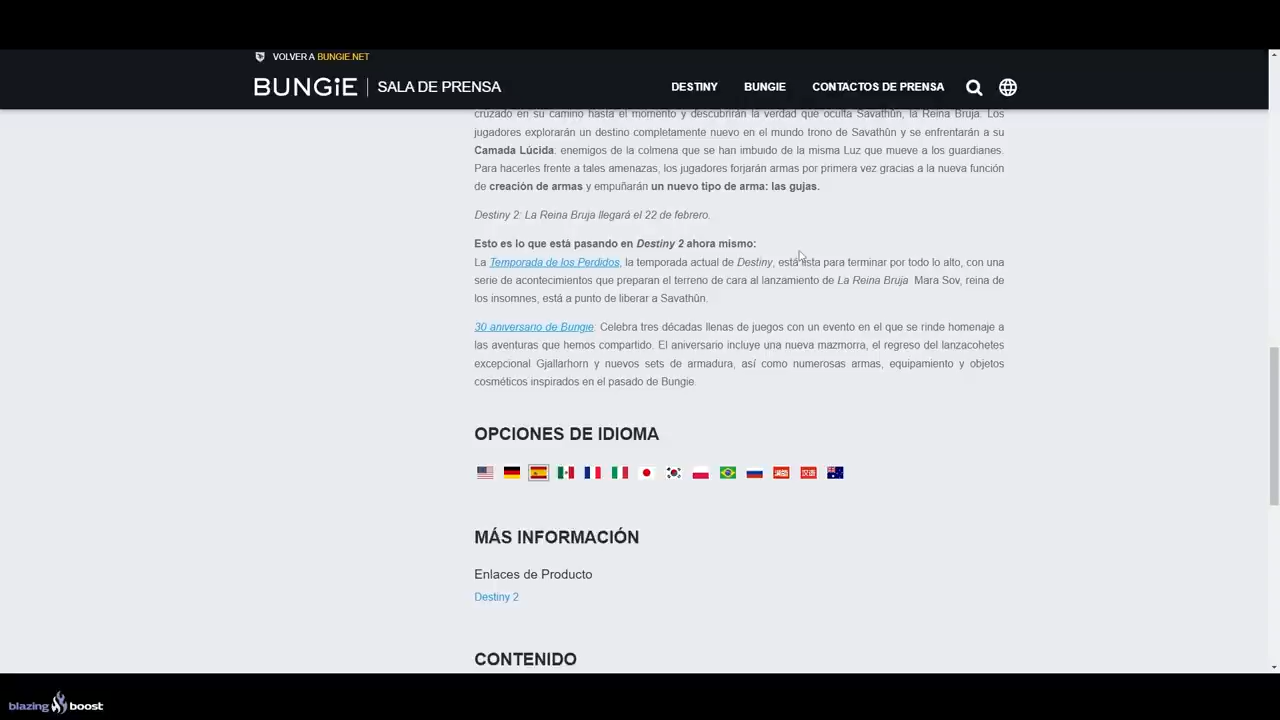 VOLVER A BUNGIE.NET
BUNGiE | SALA DE PRENSA
DESTINY BUNGIE CONTACTOS DE PRENSA
cruzado en su camino hasta el momento y descubrirán la verdad que oculta Savathûn, la Reina Bruja. Los
jugadores explorarán un destino completamente nuevo en el mundo trono de Savathûn y se enfrentarán a su
Camada Lúcida: enemigos de la colmena que se han imbuido de la misma Luz que mueve a los guardianes.
Para hacerles frente a tales amenazas, los jugadores forjarán armas por primera vez gracias a la nueva función
de creación de armas y empuñarán un nuevo tipo de arma: las gujas.
Destiny 2: La Reina Bruja llegará el 22 de febrero.
Esto es lo que está pasando en Destiny 2 ahora mismo:
La Temporada de los Perdidos, la temporada actual de Destiny, está lista para terminar por todo lo alto, con una
serie de acontecimientos que preparan el terreno de cara al lanzamiento de La Reina Bruja Mara Sov, reina de
los insomnes, está a punto de liberar a Savathûn.
30 aniversario de Bungie. Celebra tres décadas llenas de juegos con un evento en el que se rinde homenaje a
las aventuras que hemos compartido. El aniversario incluye una nueva mazmorra, el regreso del lanzacohetes
excepcional Gjallarhorn y nuevos sets de armadura, así como numerosas armas, equipamiento y objetos
cosméticos inspirados en el pasado de Bungie.
OPCIONES DE IDIOMA
MÁS INFORMACIÓN
Enlaces de Producto
Destiny 2
CONTENIDO
blazing boost